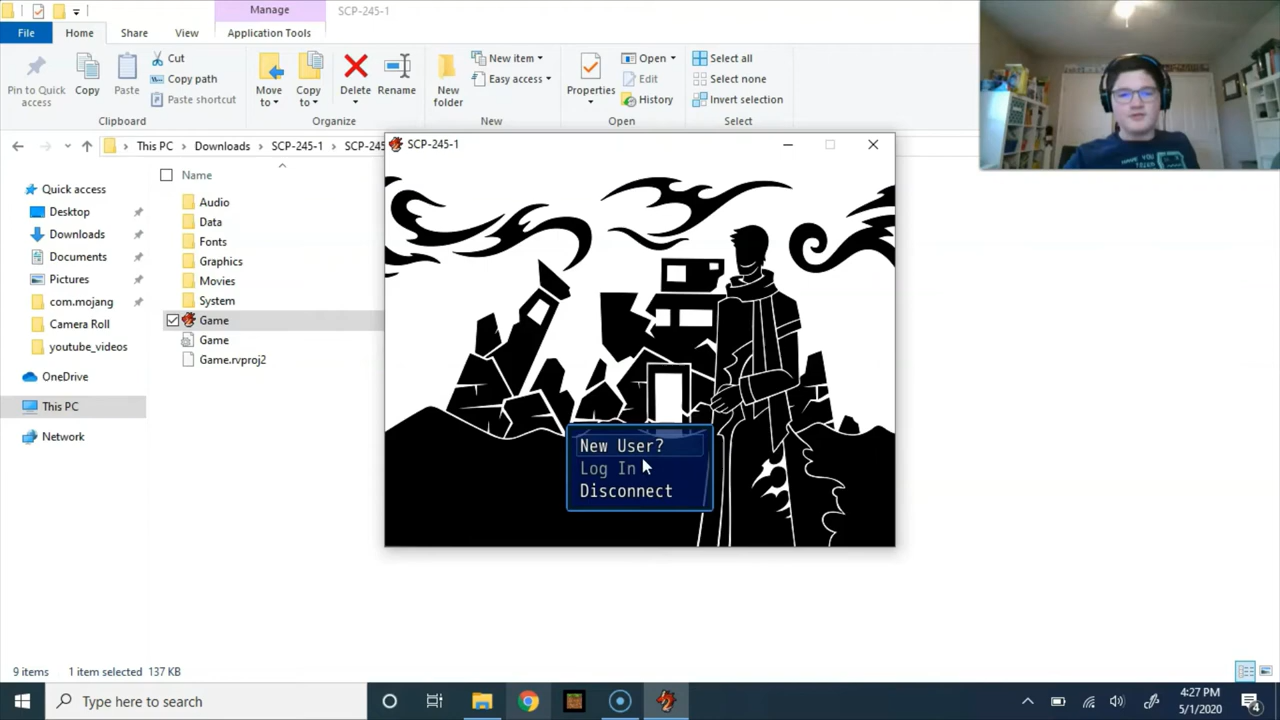 Manage
SCP-245-1
File
Home
Share
View
Application Tools
Pin to Quick access
Copy
Paste
Cut
Copy path
Paste shortcut
Clipboard
Move to
Copy to
Delete
Rename
Organize
New folder
New item
Easy access
New
Properties
Open
Edit
History
Open
Select all
Select none
Invert selection
Select
This PC
Downloads
SCP-245-1
SCP-245
SCP-245-1
Quick access
Desktop
Downloads
Documents
Pictures
com.mojang
Camera Roll
youtube_videos
OneDrive
This PC
Network
Name
Audio
Data
Fonts
Graphics
Movies
System
Game
Game
Game.rvproj2
New User?
Log In
Disconnect
9 items
1 item selected 137 KB
Type here to search
4:27 PM
5/1/2020
4